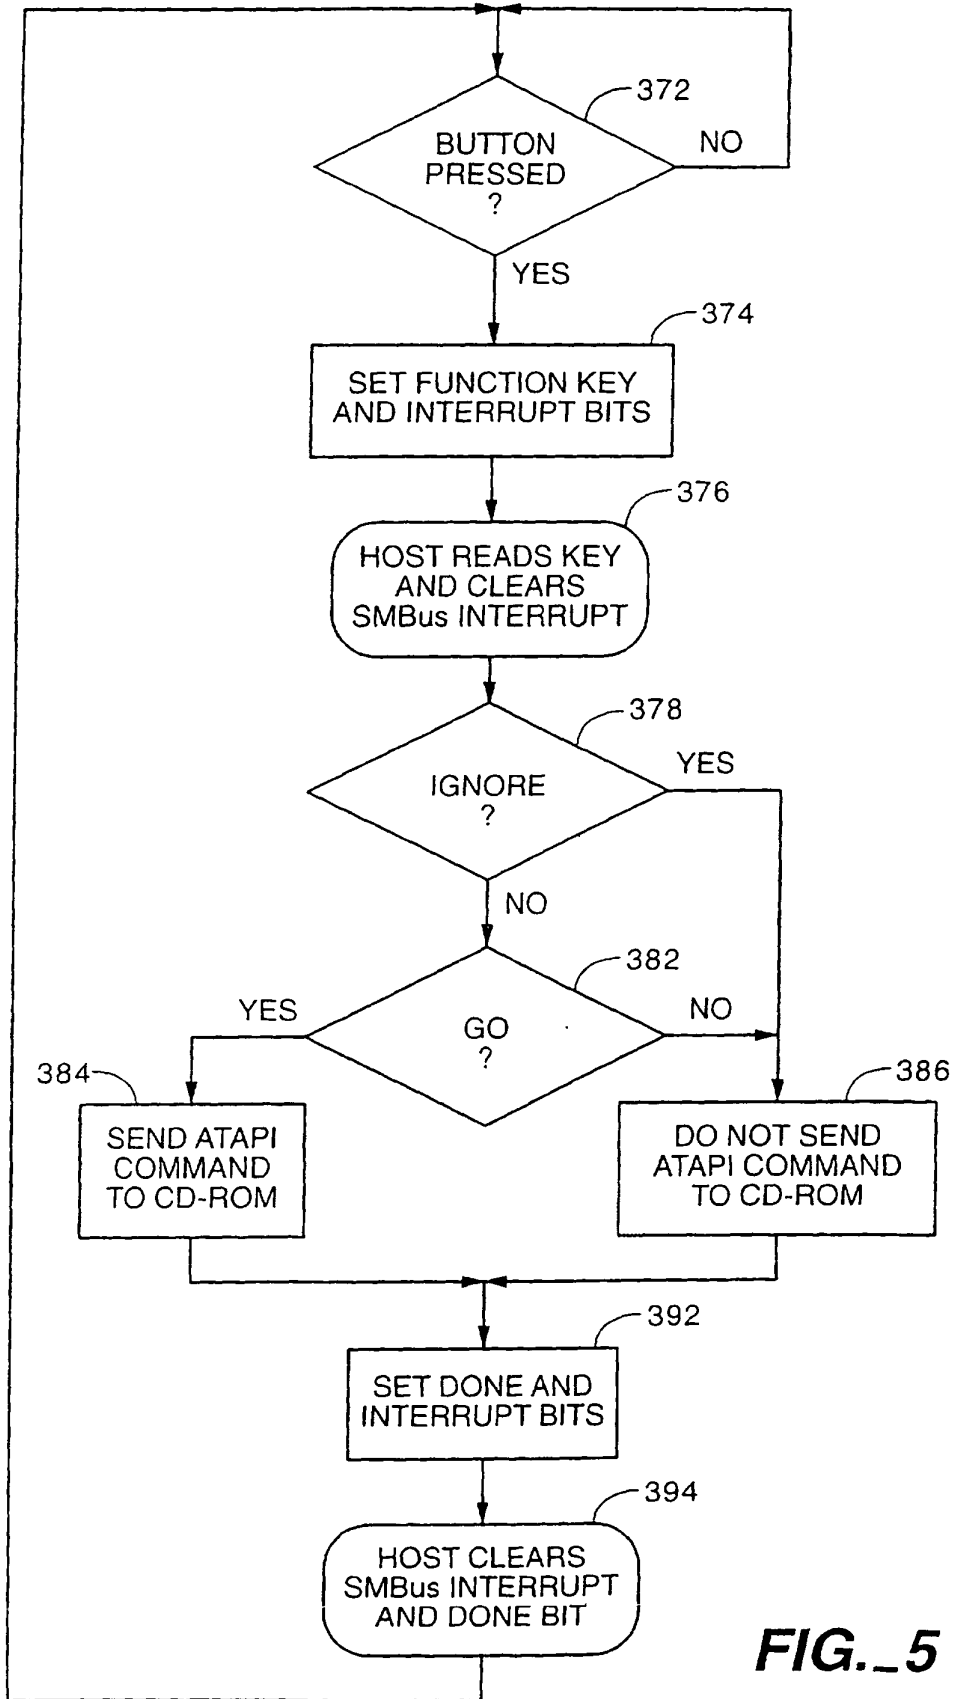 372
BUTTON
PRESSED
?
NO
YES
374
SET FUNCTION KEY
AND INTERRUPT BITS
376
HOST READS KEY
AND CLEARS
SMBus INTERRUPT
378
IGNORE
?
YES
NO
382
GO
?
YES
NO
384
SEND ATAPI
COMMAND
TO CD-ROM
386
DO NOT SEND
ATAPI COMMAND
TO CD-ROM
392
SET DONE AND
INTERRUPT BITS
394
HOST CLEARS
SMBus INTERRUPT
AND DONE BIT
FIG._5